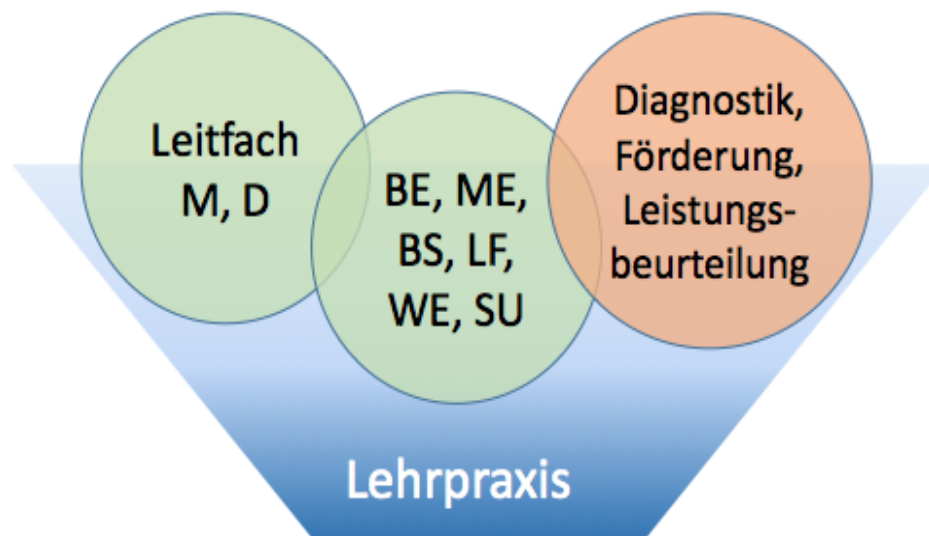 Leitfach
M, D
BE, ME,
BS, LF,
WE, SU
Diagnostik,
Förderung,
Leistungs-
beurteilung
Lehrpraxis